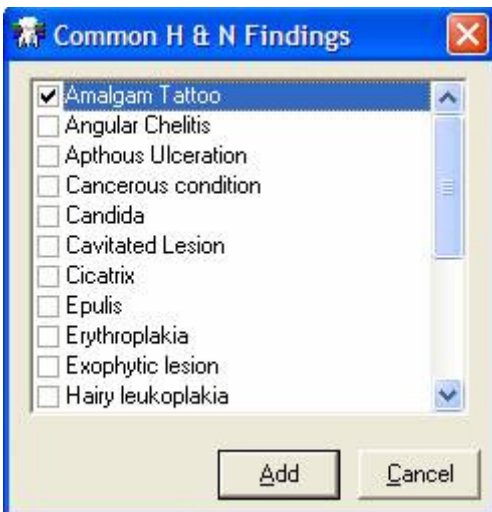 Common H & N Findings
Amalgam Tattoo
Angular Chelitis
Apthous Ulceration
Cancerous condition
Candida
Cavitated Lesion
Cicatrix
Epulis
Erythroplakia
Exophytic lesion
Hairy leukoplakia
Add Cancel